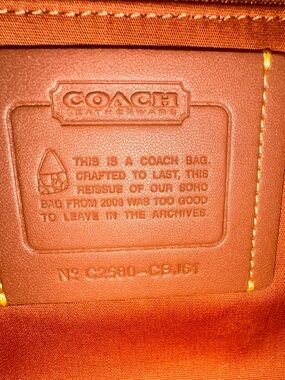 COACH
LEATHERWARE
THIS IS A COACH BAG.
CRAFTED TO LAST, THIS
REISSUE OF OUR SOHO
BAG FROM 2003 WAS TOO GOOD
TO LEAVE IN THE ARCHIVES.
Nº C2580-C9J61